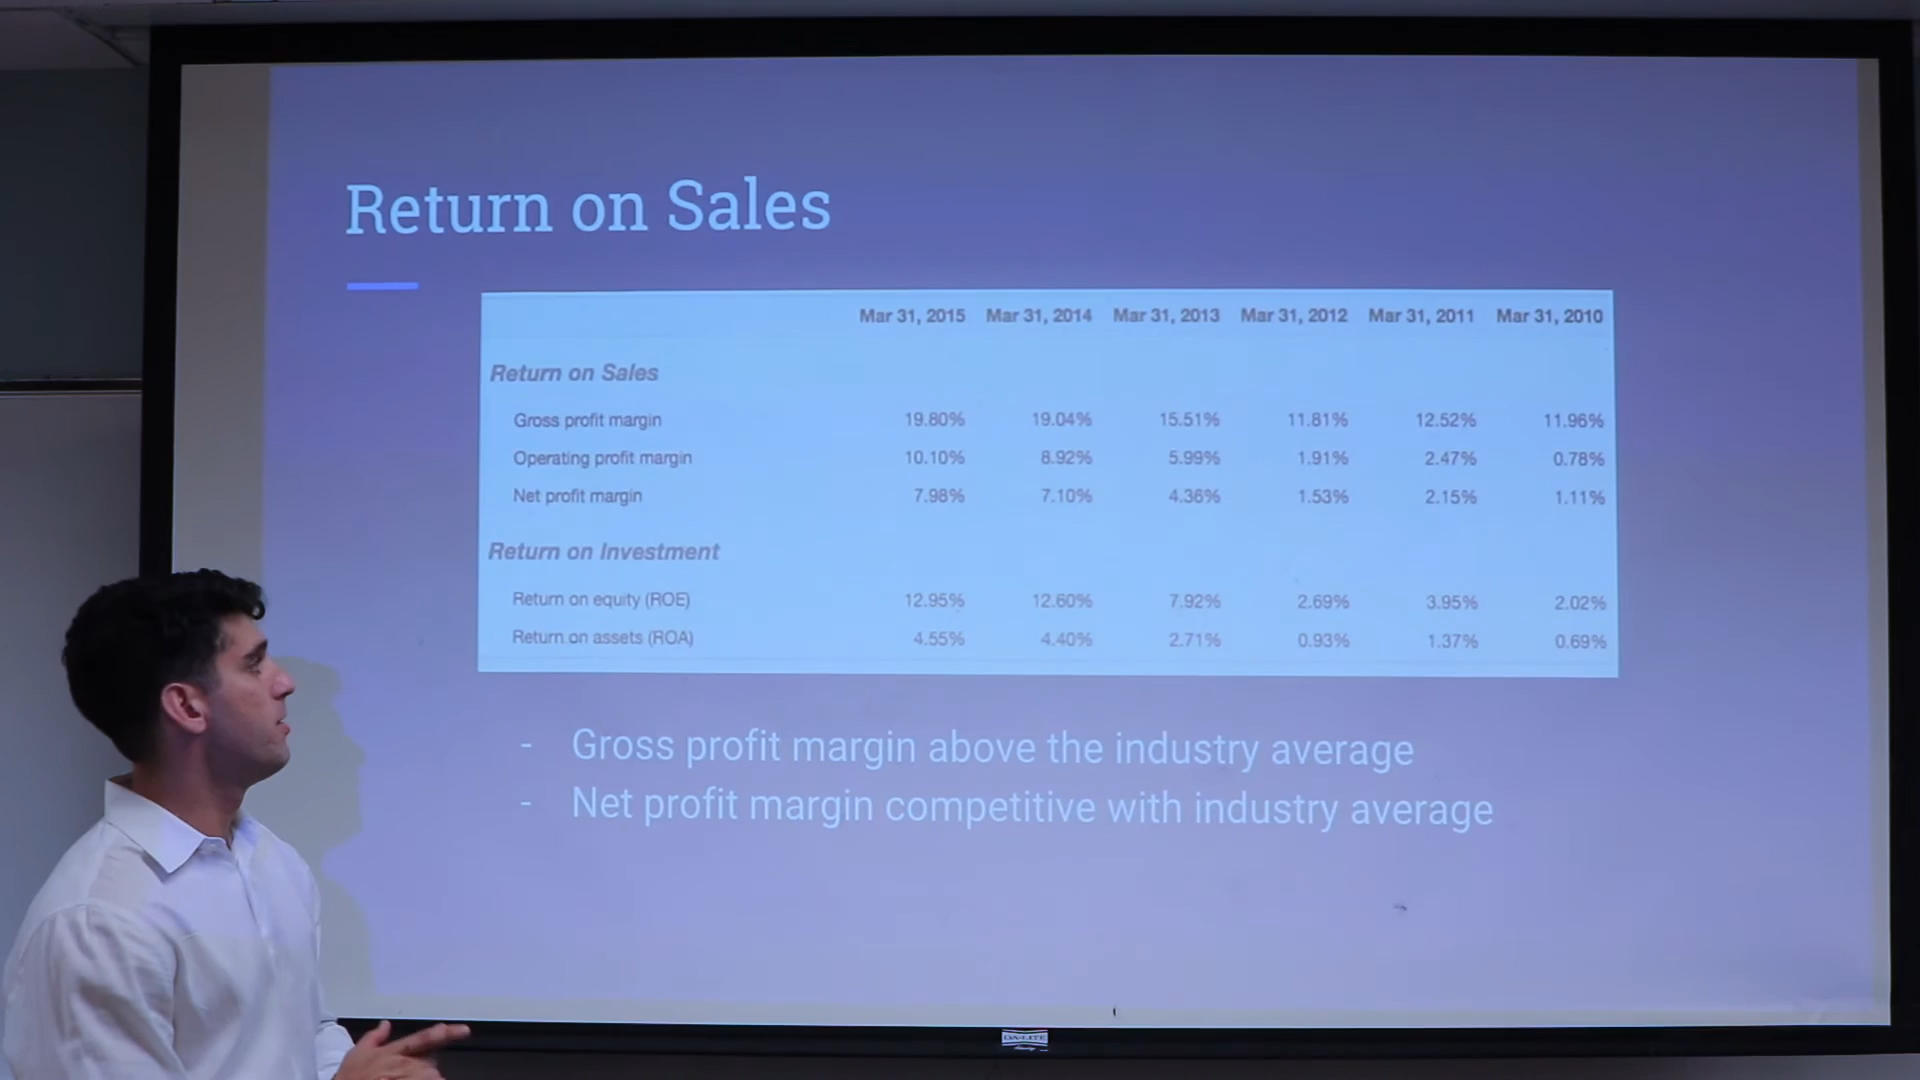 Return on Sales
Mar 31, 2015 Mar 31, 2014 Mar 31, 2013 Mar 31, 2012 Mar 31, 2011 Mar 31, 2010
Return on Sales
Gross profit margin 19.80% 19.04% 15.51% 11.81% 12.52% 11.96%
Operating profit margin 10.10% 8.92% 5.99% 1.91% 2.47% 0.78%
Net profit margin 7.98% 7.10% 4.36% 1.53% 2.15% 1.11%
Return on Investment
Return on equity (ROE) 12.95% 12.60% 7.92% 2.69% 3.95% 2.02%
Return on assets (ROA) 4.55% 4.40% 2.71% 0.93% 1.37% 0.69%
- Gross profit margin above the industry average
- Net profit margin competitive with industry average
DA-LITE